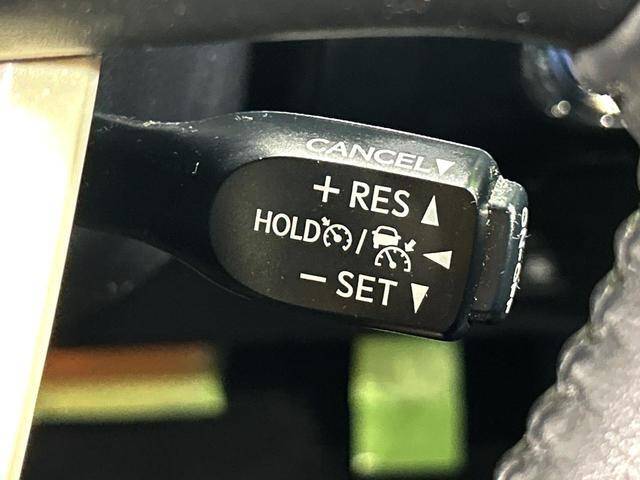 CANCEL▼
+ RES ▲
HOLD / ◀
− SET ▼